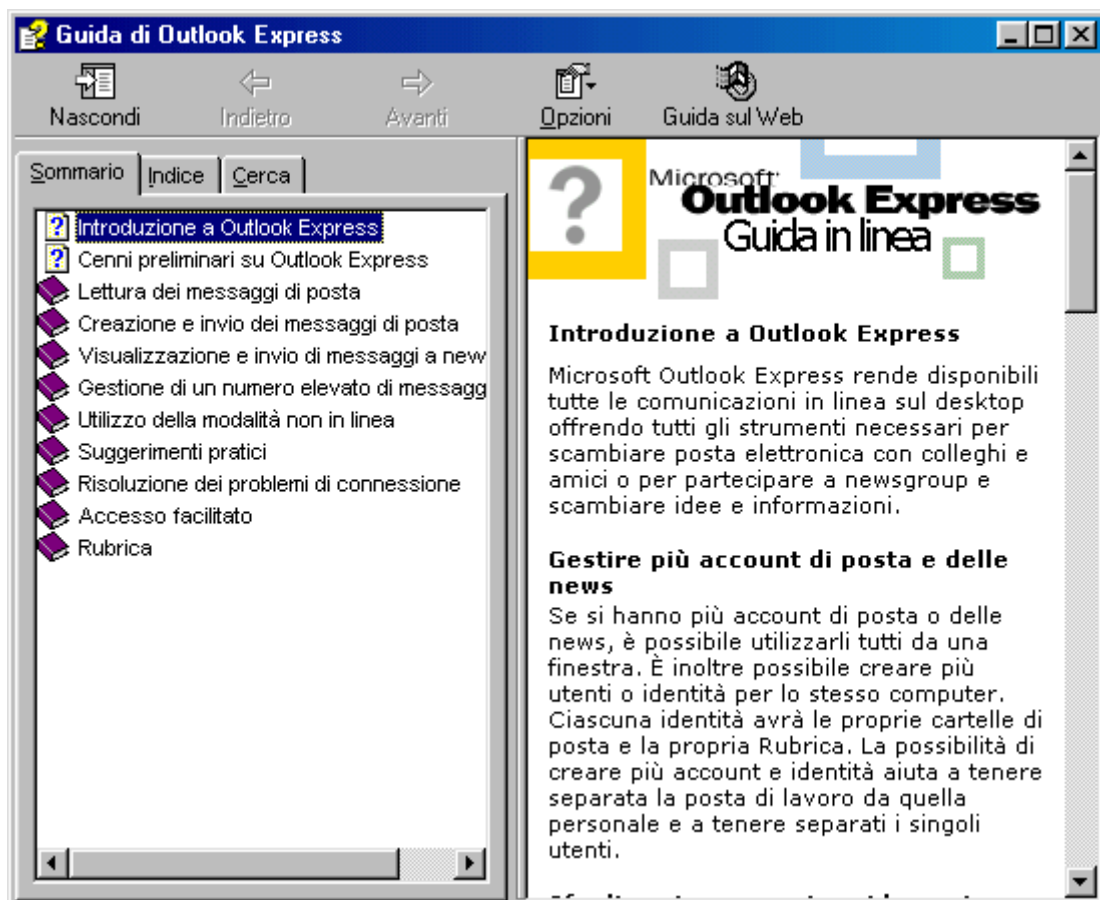 Guida di Outlook Express
Nascondi
Indietro
Avanti
Opzioni
Guida sul Web
Sommario
Indice
Cerca
Introduzione a Outlook Express
Cenni preliminari su Outlook Express
Lettura dei messaggi di posta
Creazione e invio dei messaggi di posta
Visualizzazione e invio di messaggi a new
Gestione di un numero elevato di messagg
Utilizzo della modalità non in linea
Suggerimenti pratici
Risoluzione dei problemi di connessione
Accesso facilitato
Rubrica
Microsoft
Outlook Express
Guida in linea
Introduzione a Outlook Express
Microsoft Outlook Express rende disponibili
tutte le comunicazioni in linea sul desktop
offrendo tutti gli strumenti necessari per
scambiare posta elettronica con colleghi e
amici o per partecipare a newsgroup e
scambiare idee e informazioni.
Gestire più account di posta e delle
news
Se si hanno più account di posta o delle
news, è possibile utilizzarli tutti da una
finestra. È inoltre possibile creare più
utenti o identità per lo stesso computer.
Ciascuna identità avrà le proprie cartelle di
posta e la propria Rubrica. La possibilità di
creare più account e identità aiuta a tenere
separata la posta di lavoro da quella
personale e a tenere separati i singoli
utenti.